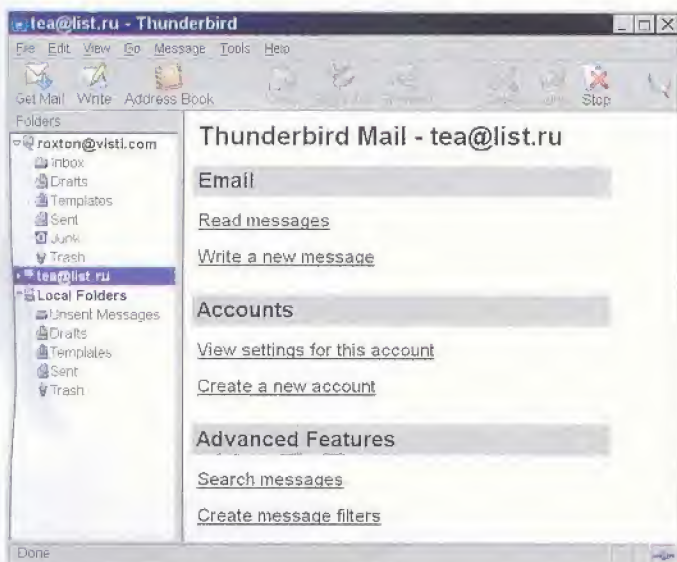 tea@list.ru - Thunderbird
File Edit View Go Message Tools Help
Get Mail Write Address Book Stop
Folders
roxton@visti.com
Inbox
Drafts
Templates
Sent
Junk
Trash
tea@list.ru
Local Folders
Unsent Messages
Drafts
Templates
Sent
Trash
Thunderbird Mail - tea@list.ru
Email
Read messages
Write a new message
Accounts
View settings for this account
Create a new account
Advanced Features
Search messages
Create message filters
Done